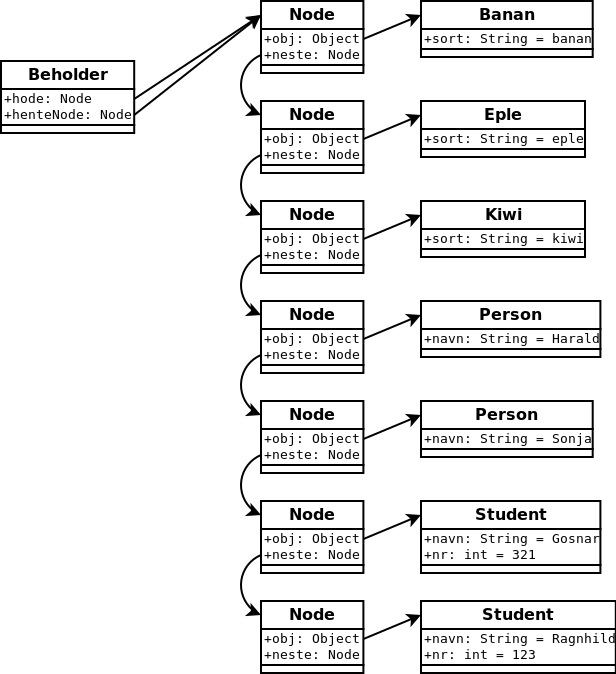 Beholder
+hode: Node
+henteNode: Node
Node
+obj: Object
+neste: Node
Banan
+sort: String = banan
Node
+obj: Object
+neste: Node
Eple
+sort: String = eple
Node
+obj: Object
+neste: Node
Kiwi
+sort: String = kiwi
Node
+obj: Object
+neste: Node
Person
+navn: String = Harald
Node
+obj: Object
+neste: Node
Person
+navn: String = Sonja
Node
+obj: Object
+neste: Node
Student
+navn: String = Gosnar
+nr: int = 321
Node
+obj: Object
+neste: Node
Student
+navn: String = Ragnhild
+nr: int = 123